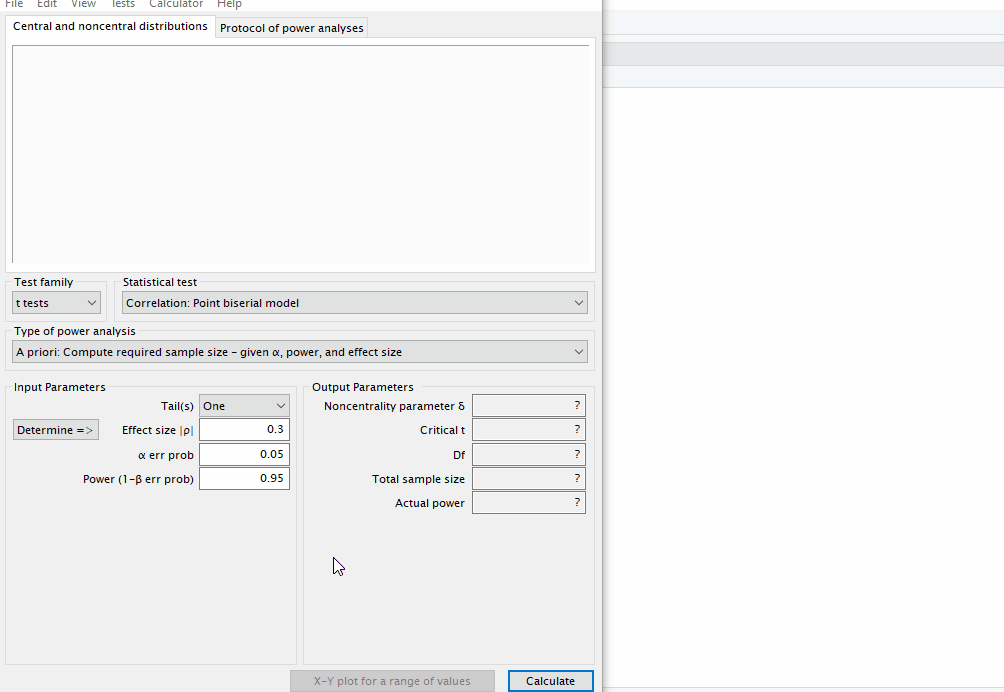 File Edit View Tests Calculator Help
Central and noncentral distributions Protocol of power analyses
Test family Statistical test
t tests Correlation: Point biserial model
Type of power analysis
A priori: Compute required sample size - given α, power, and effect size
Input Parameters Output Parameters
Tail(s) One Noncentrality parameter δ ?
Determine => Effect size |ρ| 0.3 Critical t ?
α err prob 0.05 Df ?
Power (1-β err prob) 0.95 Total sample size ?
Actual power ?
X-Y plot for a range of values Calculate